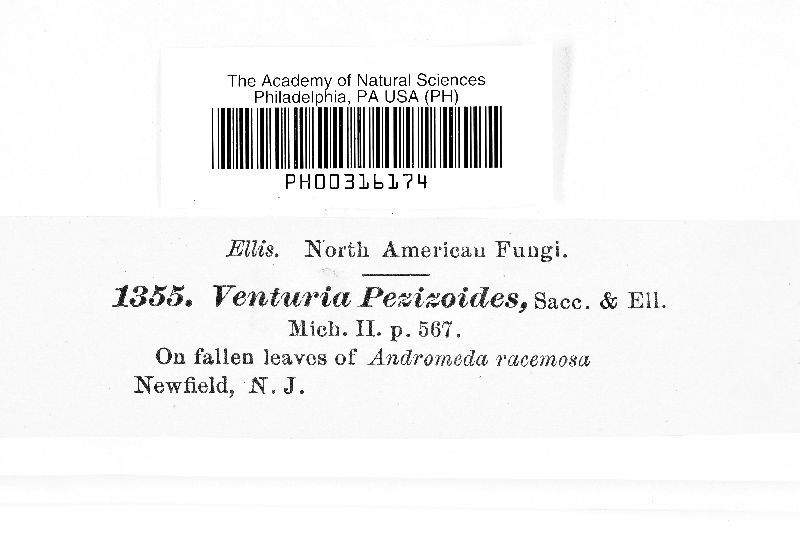 The Academy of Natural Sciences
Philadelphia, PA USA (PH)
PH00316174
Ellis. North American Fungi.
1355. Venturia Pezizoides, Sacc. & Ell.
Mich. II. p. 567.
On fallen leaves of Andromeda racemosa
Newfield, N. J.